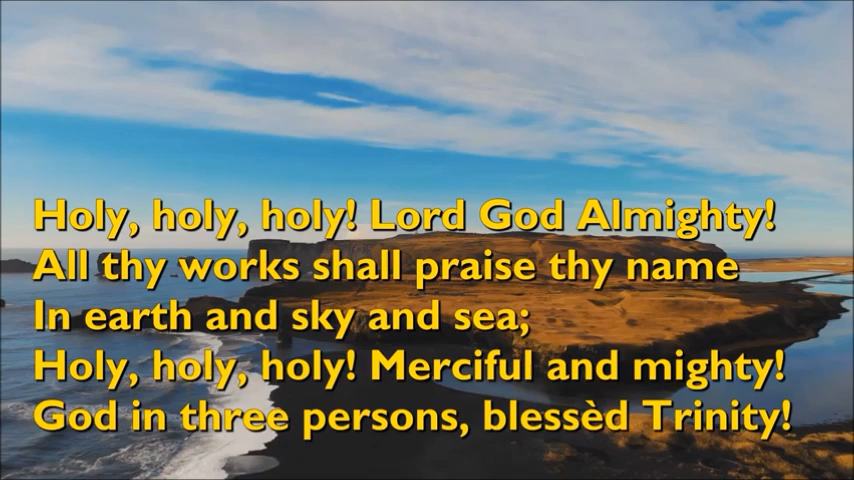 Holy, holy, holy! Lord God Almighty!
All thy works shall praise thy name
In earth and sky and sea;
Holy, holy, holy! Merciful and mighty!
God in three persons, blessèd Trinity!